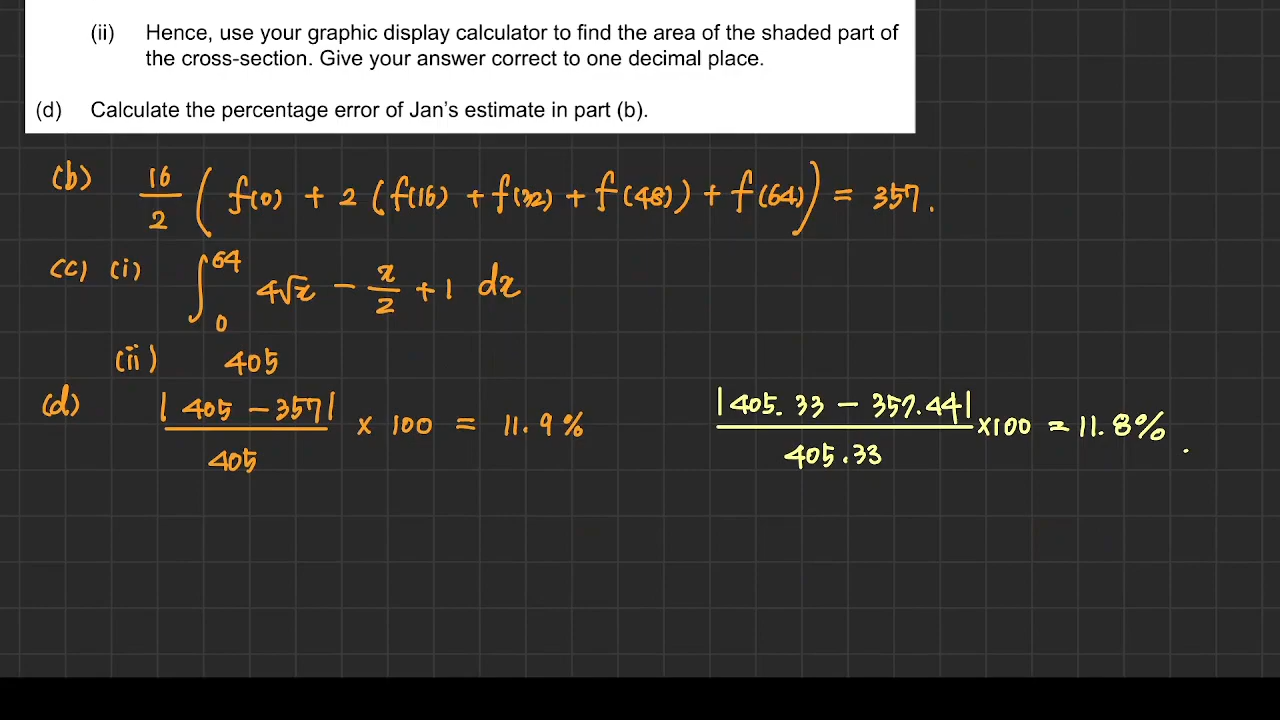 (ii) Hence, use your graphic display calculator to find the area of the shaded part of
the cross-section. Give your answer correct to one decimal place.
(d) Calculate the percentage error of Jan's estimate in part (b).
(b) 16/2 ( f(0) + 2 ( f(16) + f(32) + f(48) ) + f(64) ) = 357.
(c) (i) ∫₀⁶⁴ 4√x − x/2 + 1 dx
(ii) 405
(d) |405 − 357| / 405 × 100 = 11.9%
|405.33 − 357.44| / 405.33 ×100 = 11.8%.